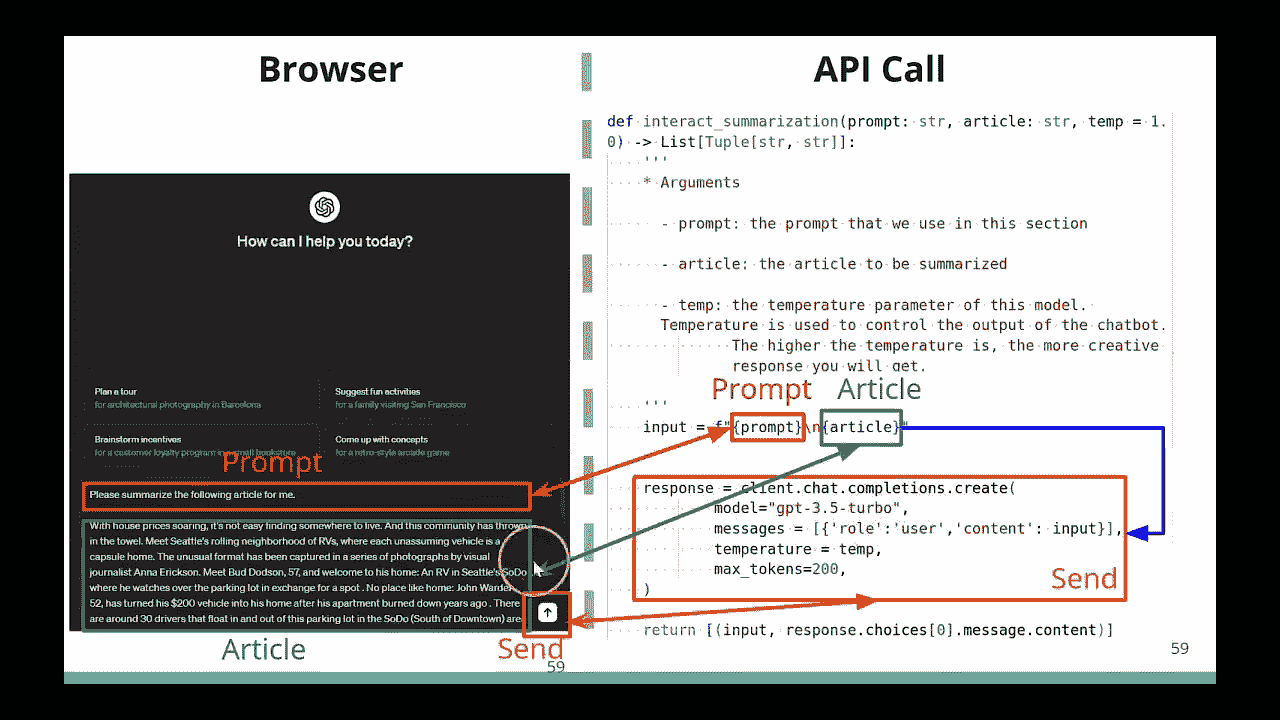 Browser
How can I help you today?
Plan a tour
for architectural photography in Barcelona
Suggest fun activities
for a family visiting San Francisco
Brainstorm incentives
for a customer loyalty program in small bookstore
Come up with concepts
for a retro-style arcade game
Prompt
Please summarize the following article for me.
With house prices soaring, it's not easy finding somewhere to live. And this community has thrown
in the towel. Meet Seattle's rolling neighborhood of RVs, where each unassuming vehicle is a
capsule home. The unusual format has been captured in a series of photographs by visual
journalist Anna Erickson. Meet Bud Dodson, 57, and welcome to his home: An RV in Seattle's SoDo
where he watches over the parking lot in exchange for a spot . No place like home: John Warden,
52, has turned his $200 vehicle into his home after his apartment burned down years ago . There
are around 30 drivers that float in and out of this parking lot in the SoDo (South of Downtown) are
Article
Send
59
API Call
def interact_summarization(prompt: str, article: str, temp = 1.
0) -> List[Tuple[str, str]]:
'''
* Arguments
- prompt: the prompt that we use in this section
- article: the article to be summarized
- temp: the temperature parameter of this model.
Temperature is used to control the output of the chatbot.
The higher the temperature is, the more creative
response you will get.
Prompt Article
'''
input = f"{prompt}\n{article}"
response = client.chat.completions.create(
model="gpt-3.5-turbo",
messages = [{'role':'user','content': input}],
temperature = temp,
max_tokens=200,
)
Send
return [(input, response.choices[0].message.content)]
59